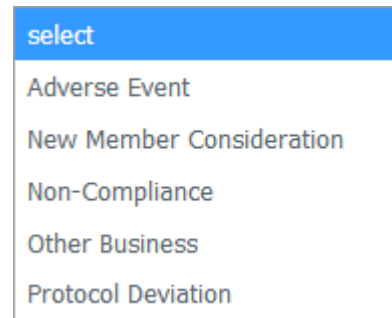 select
Adverse Event
New Member Consideration
Non-Compliance
Other Business
Protocol Deviation